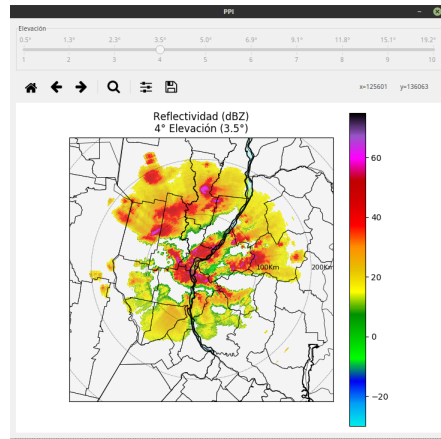 PPI
Elevación
0.5° 1.3° 2.5° 3.5° 5.0° 6.9° 9.1° 11.8° 15.1° 19.2°
1 2 3 4 5 6 7 8 9 10
x=125601 y=136063
Reflectividad (dBZ)
4° Elevación (3.5°)
60
40
100Km 200Km
20
0
−20